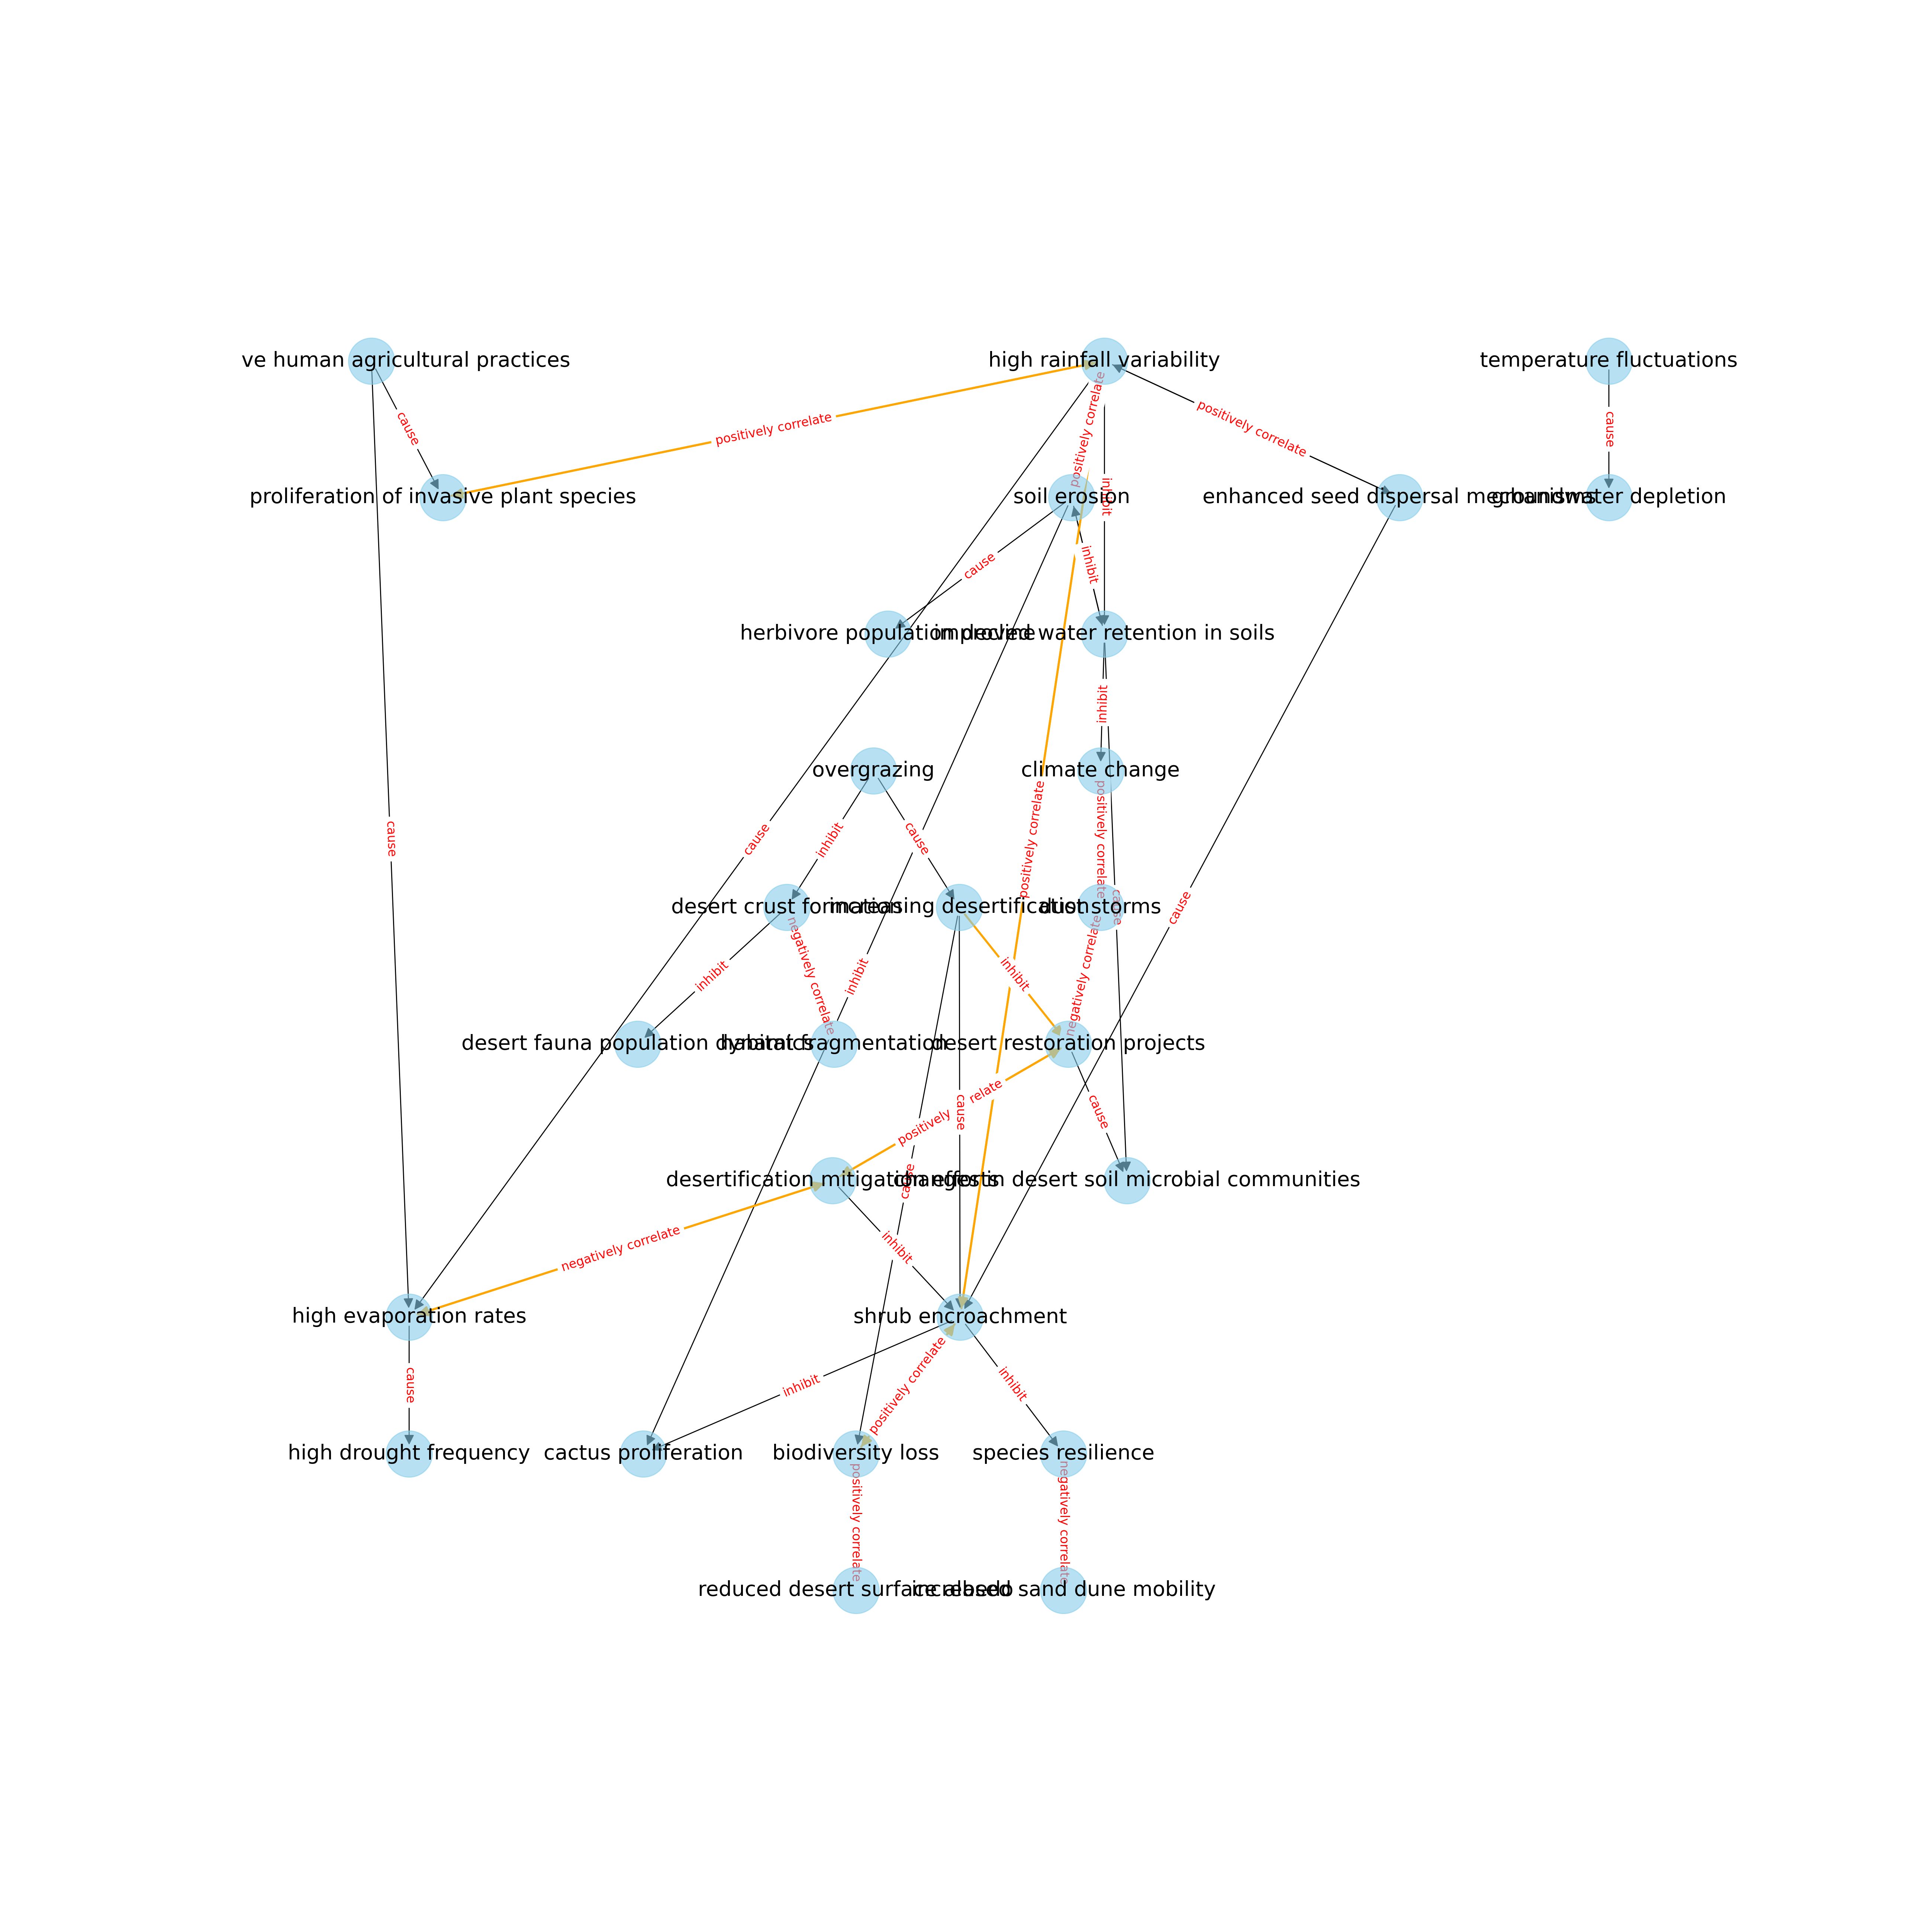 ve human agricultural practices
high rainfall variability
temperature fluctuations
positively correlate
positively correlate
positively correlate
cause
cause
proliferation of invasive plant species
soil erosion
inhibit
enhanced seed dispersal mechanisms
groundwater depletion
cause
inhibit
herbivore population decline
improved water retention in soils
inhibit
overgrazing
climate change
cause
cause
inhibit
cause
positively correlate
positively correlate
cause
cause
desert crust formation
increasing desertification
dust storms
inhibit
negatively correlate
inhibit
inhibit
negatively correlate
desert fauna population dynamics
habitat fragmentation
desert restoration projects
positively
relate
cause
cause
desertification mitigation efforts
changes in desert soil microbial communities
cause
negatively correlate
inhibit
high evaporation rates
shrub encroachment
cause
inhibit
positively correlate
inhibit
high drought frequency
cactus proliferation
biodiversity loss
species resilience
positively correlate
negatively correlate
reduced desert surface albedo
increased sand dune mobility